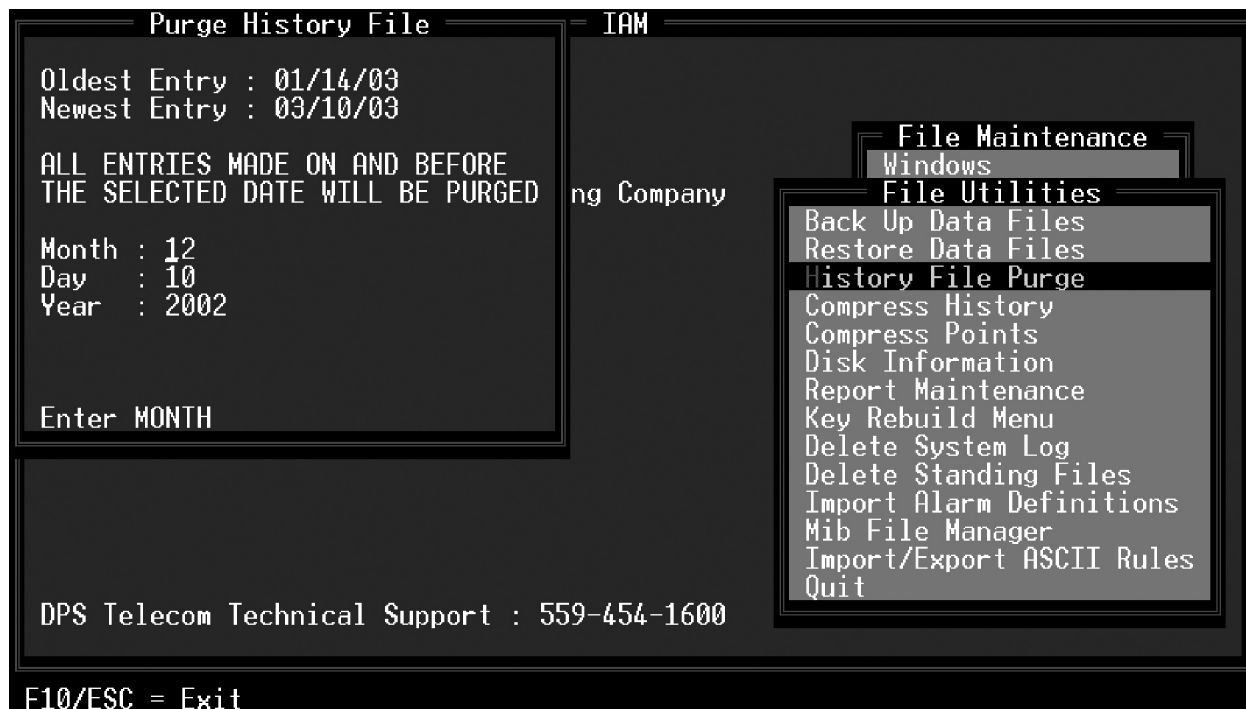 Purge History File
Oldest Entry : 01/14/03
Newest Entry : 03/10/03
ALL ENTRIES MADE ON AND BEFORE
THE SELECTED DATE WILL BE PURGED
Month : 12
Day : 10
Year : 2002
Enter MONTH
IAM
ng Company
File Maintenance
Windows
File Utilities
Back Up Data Files
Restore Data Files
History File Purge
Compress History
Compress Points
Disk Information
Report Maintenance
Key Rebuild Menu
Delete System Log
Delete Standing Files
Import Alarm Definitions
Mib File Manager
Import/Export ASCII Rules
Quit
DPS Telecom Technical Support : 559-454-1600
F10/ESC = Exit